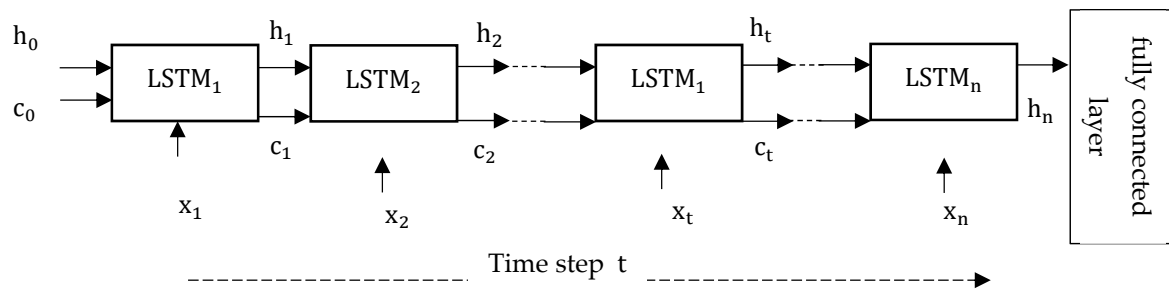 h₀ h₁ h₂ hₜ
LSTM₁ LSTM₂ LSTM₁ LSTMₙ
c₀ c₁ c₂ cₜ hₙ
x₁ x₂ xₜ xₙ
Time step t
fully connected
layer